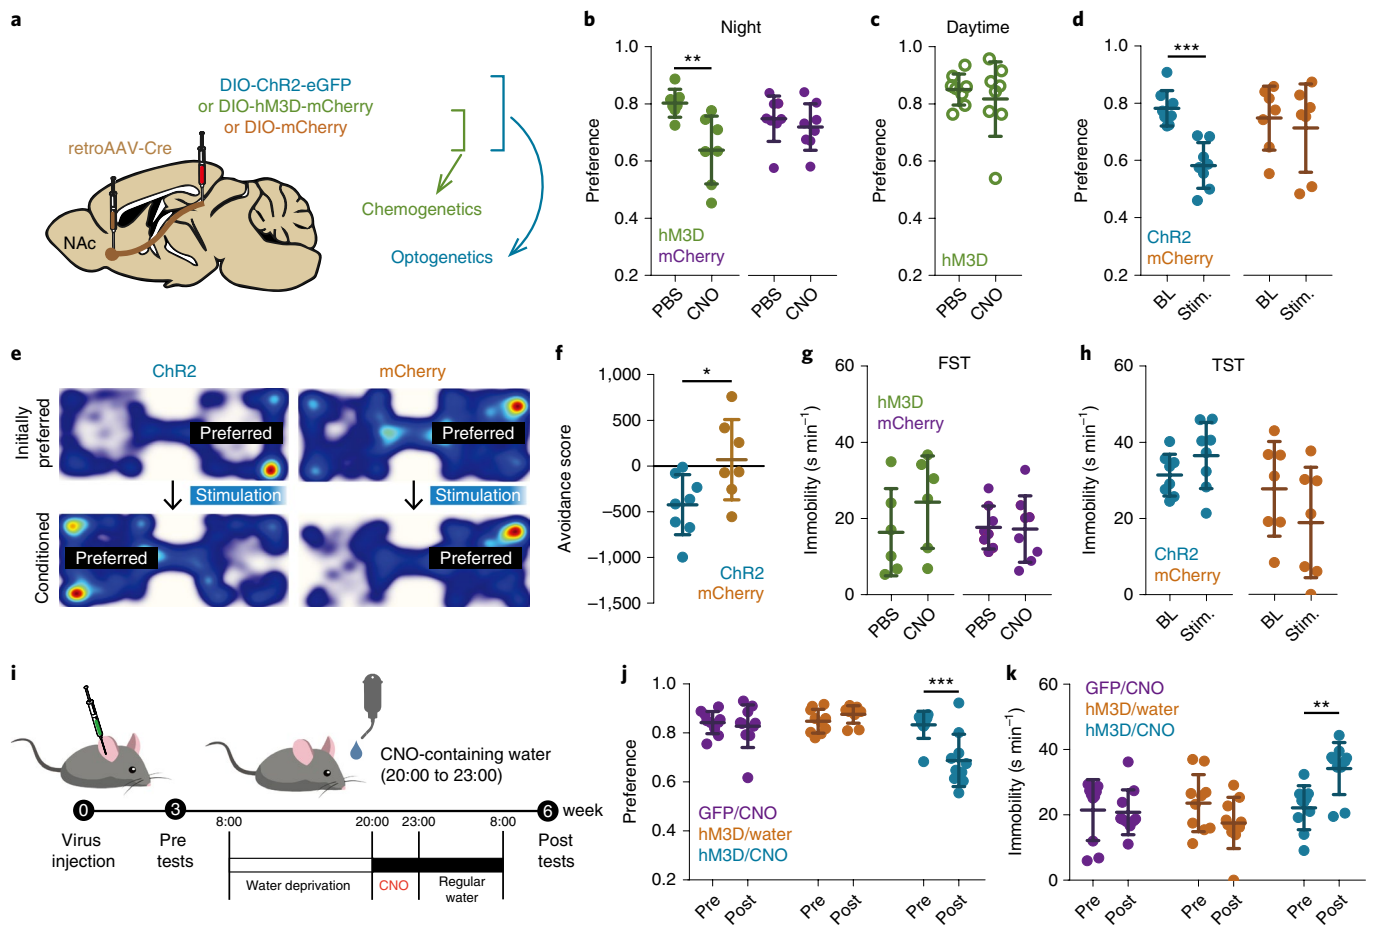 a
DIO-ChR2-eGFP
or DIO-hM3D-mCherry
or DIO-mCherry
retroAAV-Cre
NAc
Chemogenetics
Optogenetics
b
Night
Preference
1.0
0.8
0.6
0.4
0.2
**
hM3D
mCherry
PBS
CNO
PBS
CNO
c
Daytime
Preference
1.0
0.8
0.6
0.4
0.2
hM3D
PBS
CNO
d
Preference
1.0
0.8
0.6
0.4
0.2
***
ChR2
mCherry
BL
Stim.
BL
Stim.
e
ChR2
mCherry
Initially
preferred
Preferred
Preferred
Stimulation
Stimulation
Conditioned
Preferred
Preferred
f
Avoidance score
1,000
500
0
−500
−1,000
−1,500
*
ChR2
mCherry
g
FST
Immobility (s min−1)
60
40
20
0
hM3D
mCherry
PBS
CNO
PBS
CNO
h
TST
Immobility (s min−1)
60
40
20
0
ChR2
mCherry
BL
Stim.
BL
Stim.
i
CNO-containing water
(20:00 to 23:00)
0
3
6
week
Virus
injection
Pre
tests
Post
tests
8:00
20:00
23:00
8:00
Water deprivation
CNO
Regular
water
j
Preference
1.0
0.8
0.6
0.4
0.2
***
GFP/CNO
hM3D/water
hM3D/CNO
Pre
Post
Pre
Post
Pre
Post
k
Immobility (s min−1)
60
40
20
0
GFP/CNO
hM3D/water
hM3D/CNO
**
Pre
Post
Pre
Post
Pre
Post